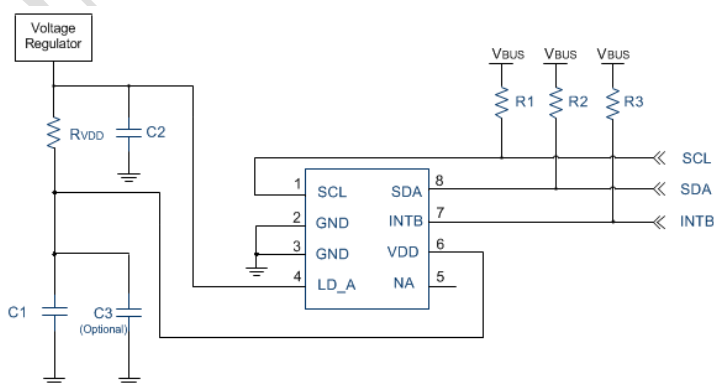 Voltage
Regulator
VBUS VBUS VBUS
R1 R2 R3
RVDD C2
SCL
1 SCL SDA 8 SDA
2 GND INTB 7 INTB
3 GND VDD 6
4 LD_A NA 5
C1 C3
(Optional)